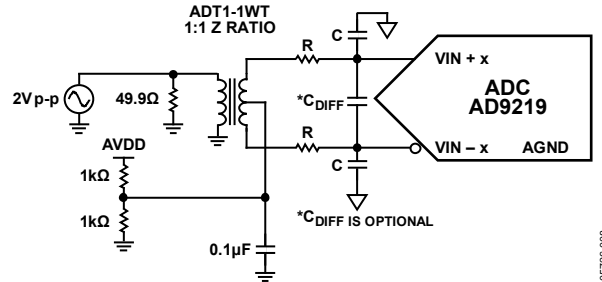 ADT1-1WT
1:1 Z RATIO
C
R
VIN + x
2V p-p
49.9Ω
*CDIFF
ADC
AD9219
AVDD
R
VIN – x
AGND
1kΩ
C
1kΩ
*CDIFF IS OPTIONAL
0.1μF